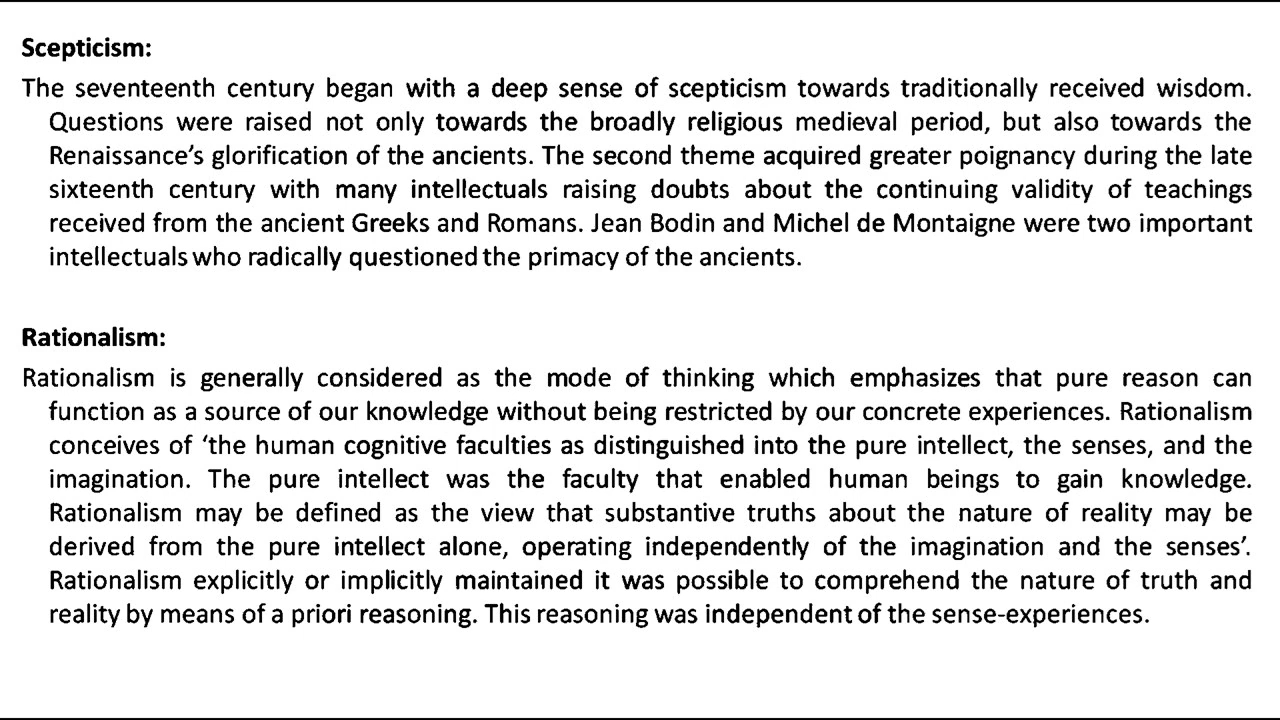 Scepticism:
The seventeenth century began with a deep sense of scepticism towards traditionally received wisdom.
Questions were raised not only towards the broadly religious medieval period, but also towards the
Renaissance’s glorification of the ancients. The second theme acquired greater poignancy during the late
sixteenth century with many intellectuals raising doubts about the continuing validity of teachings
received from the ancient Greeks and Romans. Jean Bodin and Michel de Montaigne were two important
intellectuals who radically questioned the primacy of the ancients.
Rationalism:
Rationalism is generally considered as the mode of thinking which emphasizes that pure reason can
function as a source of our knowledge without being restricted by our concrete experiences. Rationalism
conceives of ‘the human cognitive faculties as distinguished into the pure intellect, the senses, and the
imagination. The pure intellect was the faculty that enabled human beings to gain knowledge.
Rationalism may be defined as the view that substantive truths about the nature of reality may be
derived from the pure intellect alone, operating independently of the imagination and the senses’.
Rationalism explicitly or implicitly maintained it was possible to comprehend the nature of truth and
reality by means of a priori reasoning. This reasoning was independent of the sense-experiences.